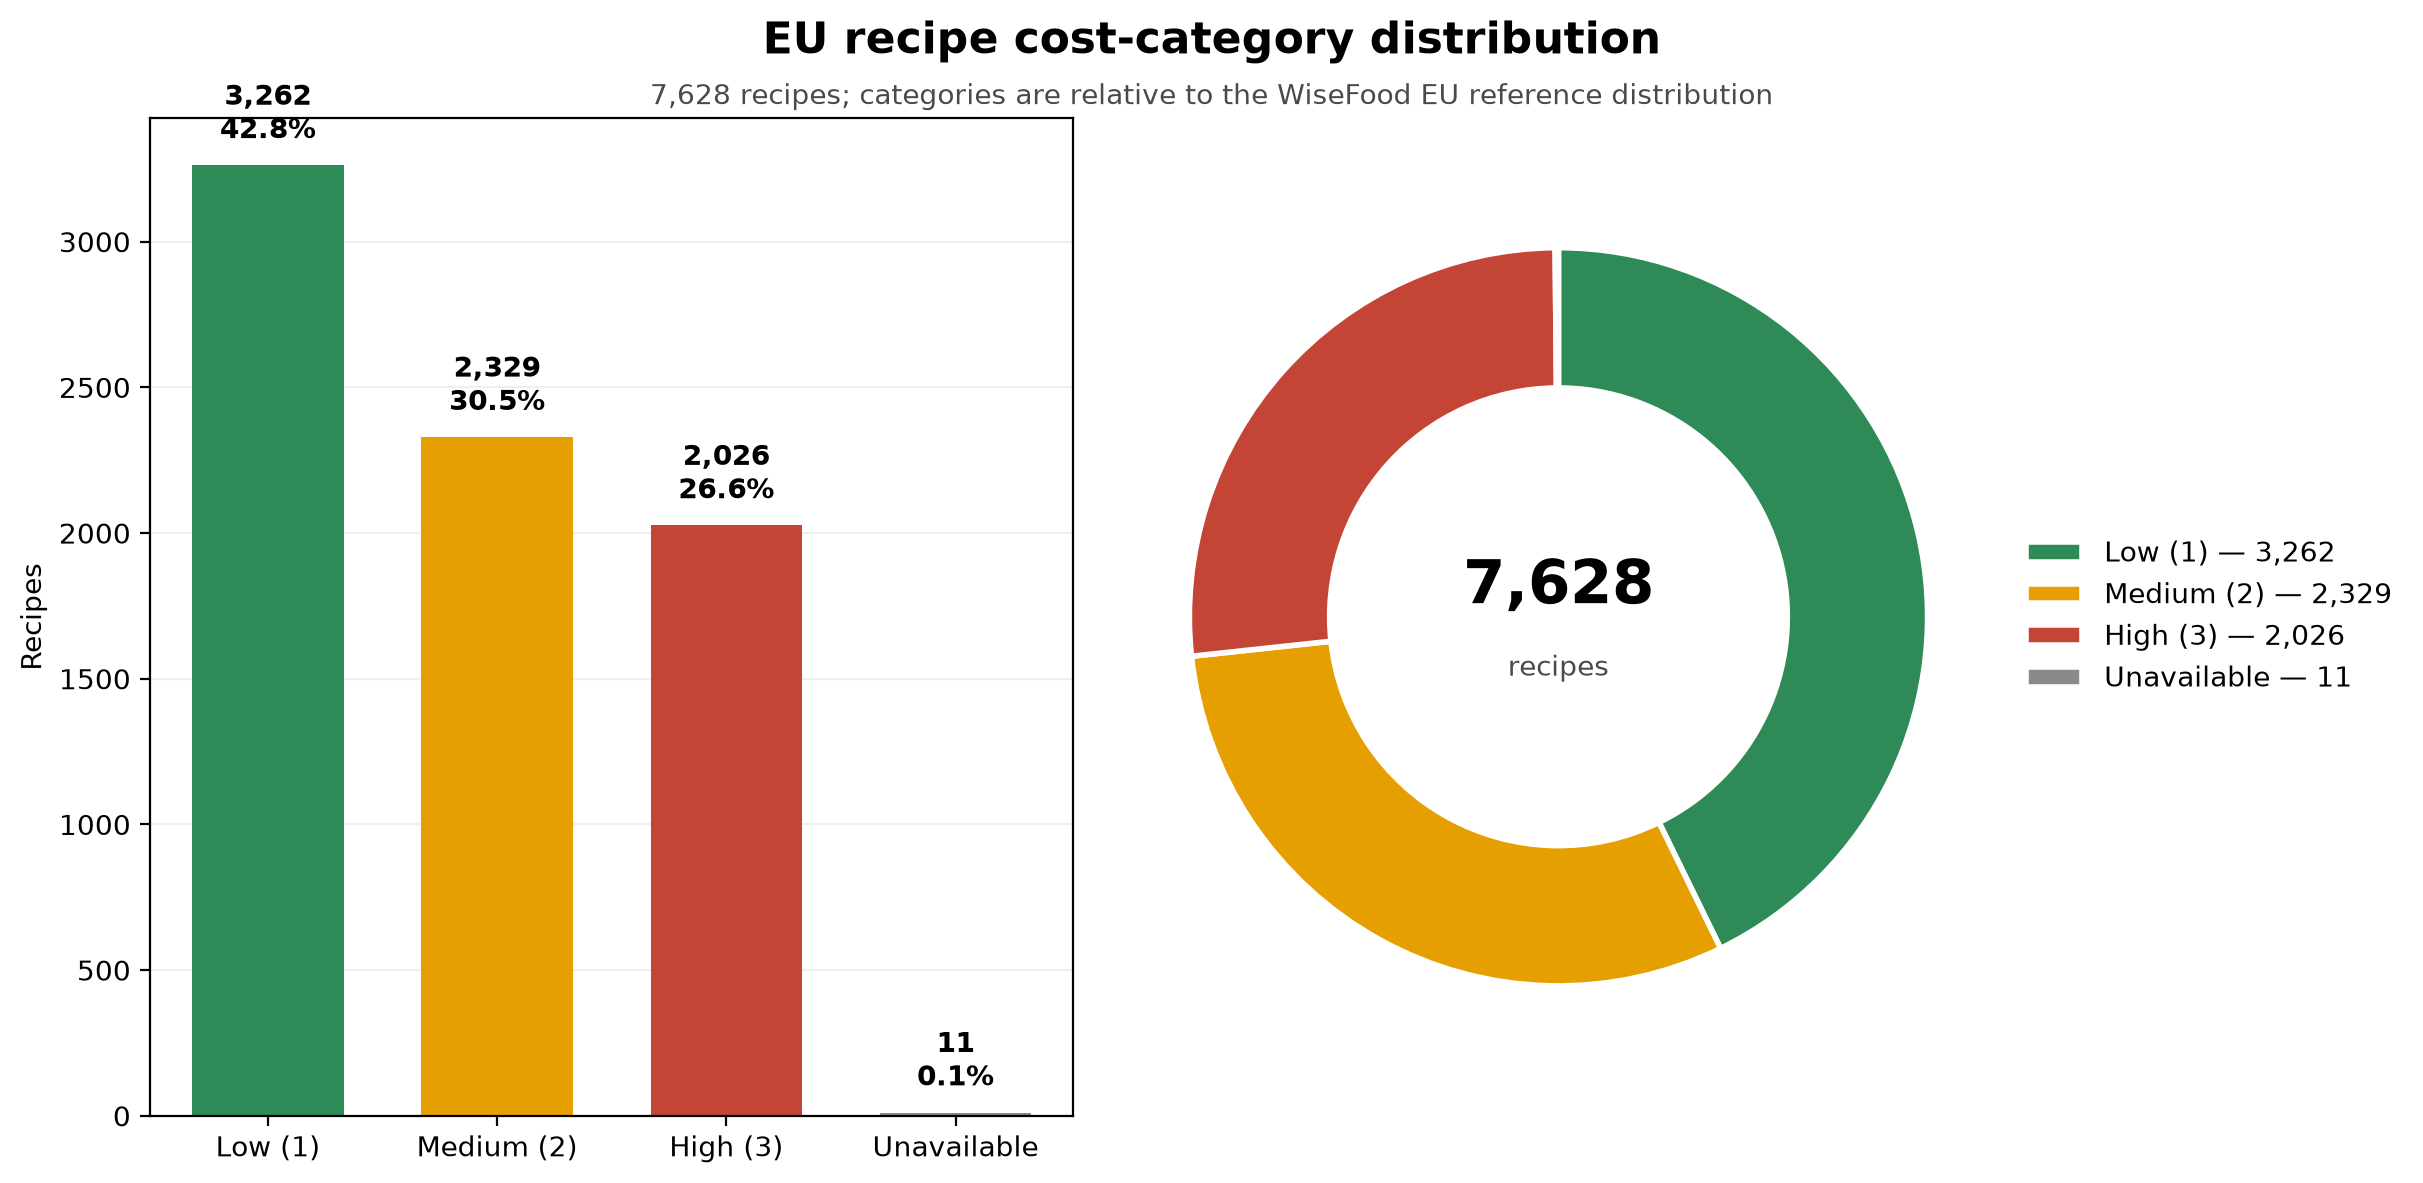 EU recipe cost-category distribution
7,628 recipes; categories are relative to the WiseFood EU reference distribution
3,262
42.8%
2,329
30.5%
2,026
26.6%
11
0.1%
3000
2500
2000
1500
1000
500
0
Recipes
Low (1)
Medium (2)
High (3)
Unavailable
7,628
recipes
Low (1) — 3,262
Medium (2) — 2,329
High (3) — 2,026
Unavailable — 11